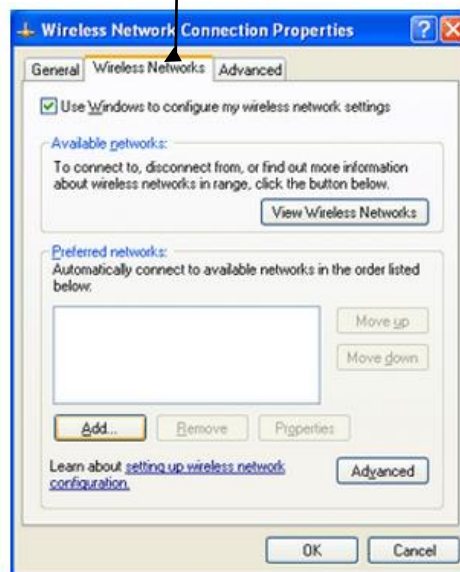 Wireless Network Connection Properties
General Wireless Networks Advanced
Use Windows to configure my wireless network settings
Available networks:
To connect to, disconnect from, or find out more information
about wireless networks in range, click the button below.
View Wireless Networks
Preferred networks:
Automatically connect to available networks in the order listed
below:
Move up
Move down
Add... Remove Properties
Learn about setting up wireless network
configuration.
Advanced
OK Cancel